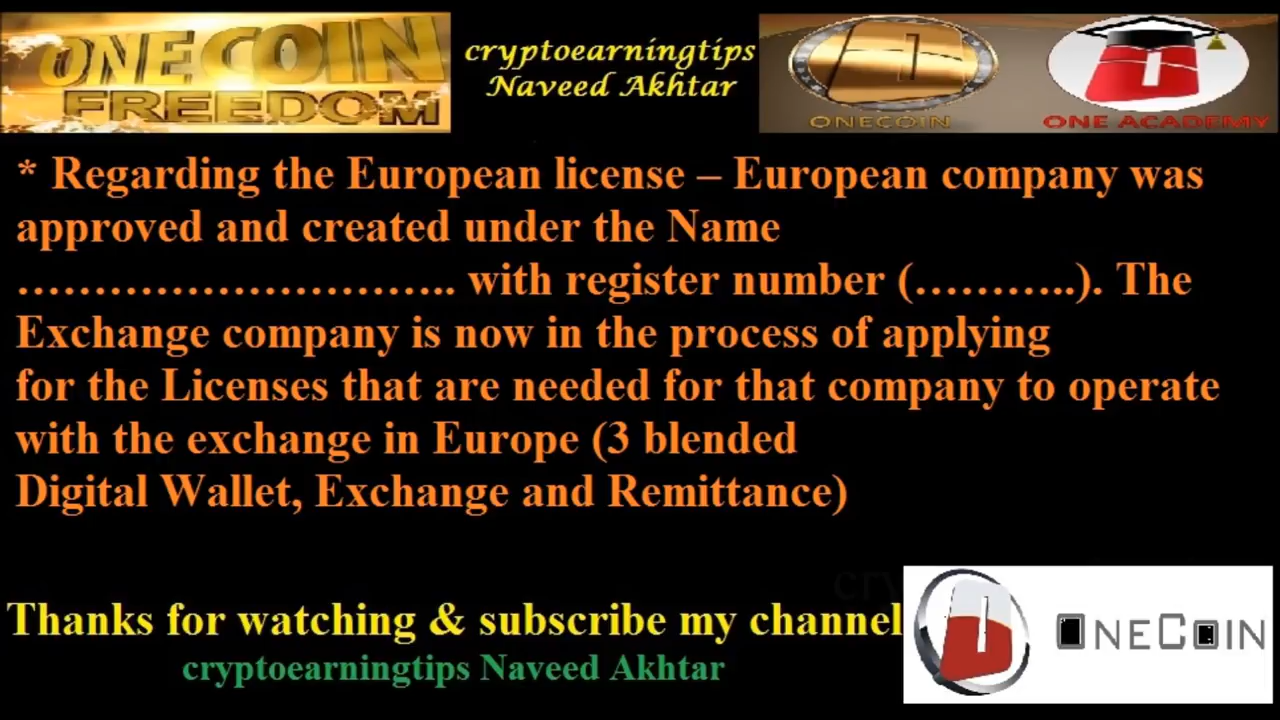 ONECOIN
FREEDOM
cryptoearningtips
Naveed Akhtar
ONECOIN
ONE ACADEMY
* Regarding the European license – European company was
approved and created under the Name
………………………….. with register number (………..). The
Exchange company is now in the process of applying
for the Licenses that are needed for that company to operate
with the exchange in Europe (3 blended
Digital Wallet, Exchange and Remittance)
Thanks for watching & subscribe my channel
cryptoearningtips Naveed Akhtar
ONECOIN